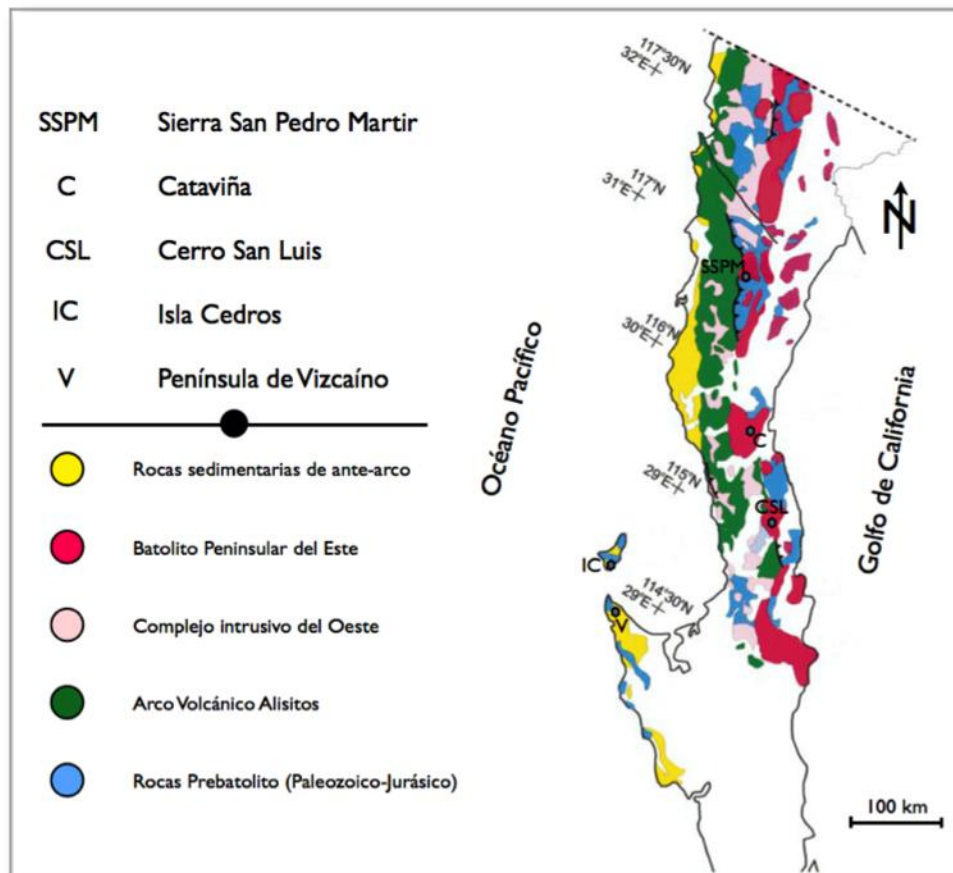 SSPM Sierra San Pedro Martir
C Cataviña
CSL Cerro San Luis
IC Isla Cedros
V Península de Vizcaíno
Rocas sedimentarias de ante-arco
Batolito Peninsular del Este
Complejo intrusivo del Oeste
Arco Volcánico Alisitos
Rocas Prebatolito (Paleozoico-Jurásico)
Océano Pacífico
117°30'N
32°E
117°N
31°E
N
SSPM
116°N
30°E
C
115°N
29°E
CSL
Golfo de California
IC
114°30'N
29°E
V
100 km